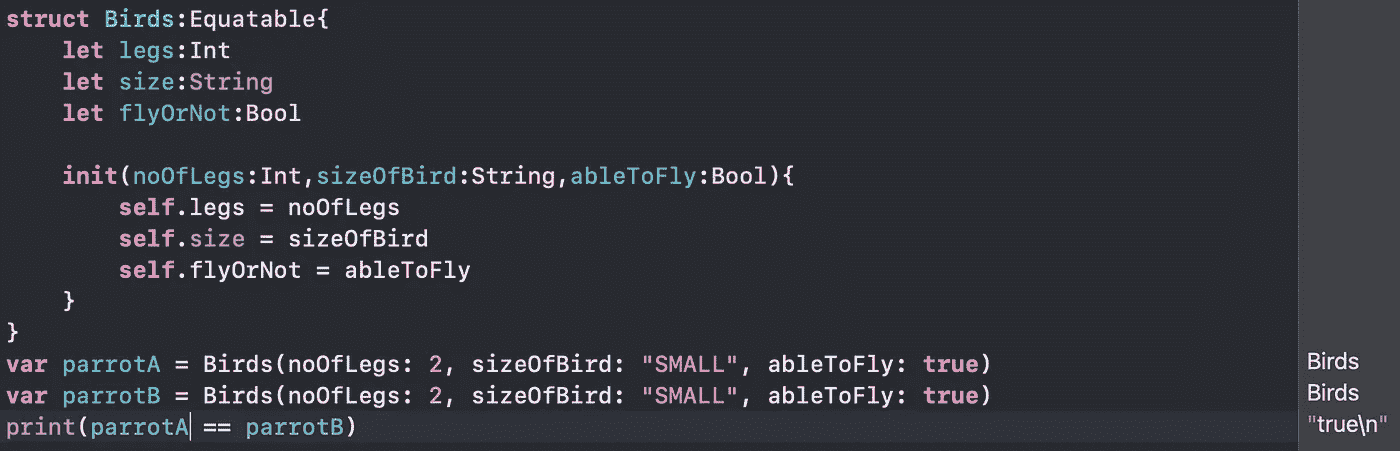 struct Birds:Equatable{
    let legs:Int
    let size:String
    let flyOrNot:Bool

    init(noOfLegs:Int,sizeOfBird:String,ableToFly:Bool){
        self.legs = noOfLegs
        self.size = sizeOfBird
        self.flyOrNot = ableToFly
    }
}
var parrotA = Birds(noOfLegs: 2, sizeOfBird: "SMALL", ableToFly: true) Birds
var parrotB = Birds(noOfLegs: 2, sizeOfBird: "SMALL", ableToFly: true) Birds
print(parrotA == parrotB) "true\n"